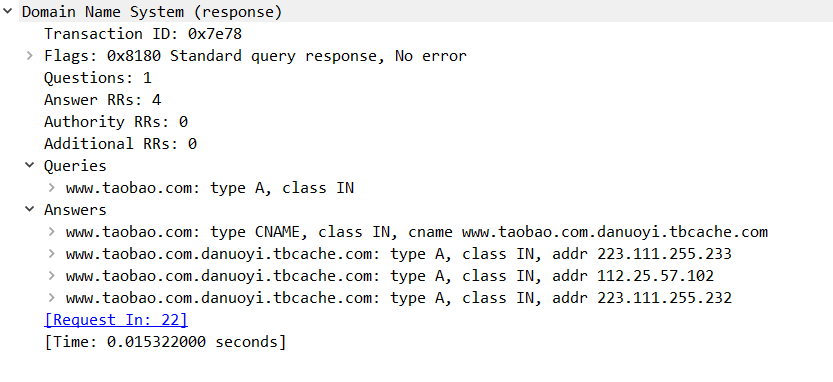 Domain Name System (response)
Transaction ID: 0x7e78
Flags: 0x8180 Standard query response, No error
Questions: 1
Answer RRs: 4
Authority RRs: 0
Additional RRs: 0
Queries
www.taobao.com: type A, class IN
Answers
www.taobao.com: type CNAME, class IN, cname www.taobao.com.danuoyi.tbcache.com
www.taobao.com.danuoyi.tbcache.com: type A, class IN, addr 223.111.255.233
www.taobao.com.danuoyi.tbcache.com: type A, class IN, addr 112.25.57.102
www.taobao.com.danuoyi.tbcache.com: type A, class IN, addr 223.111.255.232
[Request In: 22]
[Time: 0.015322000 seconds]